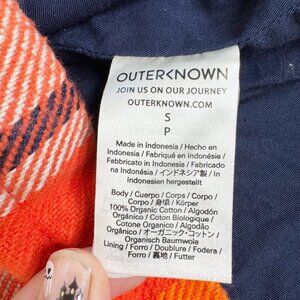 OUTERKNOWN
JOIN US ON OUR JOURNEY
OUTERKNOWN.COM
S
P
Made in Indonesia / Hecho en
Indonesia / Fabriqué en Indonésie /
Fabbricato in Indonesia / Fabricado
na Indonésia / インドネシア製 / In
Indonesien hergestellt
Body / Cuerpo / Corps / Corpo /
Corpo / 身頃 / Körper
100% Organic Cotton / Algodón
Orgánico / Coton Biologique /
Cotone Organico / Algodão
Orgânico / オーガニック・コットン /
Organisch Baumwolle
Lining / Forro / Doublure / Fodera /
Forro / 裏地 / Futter